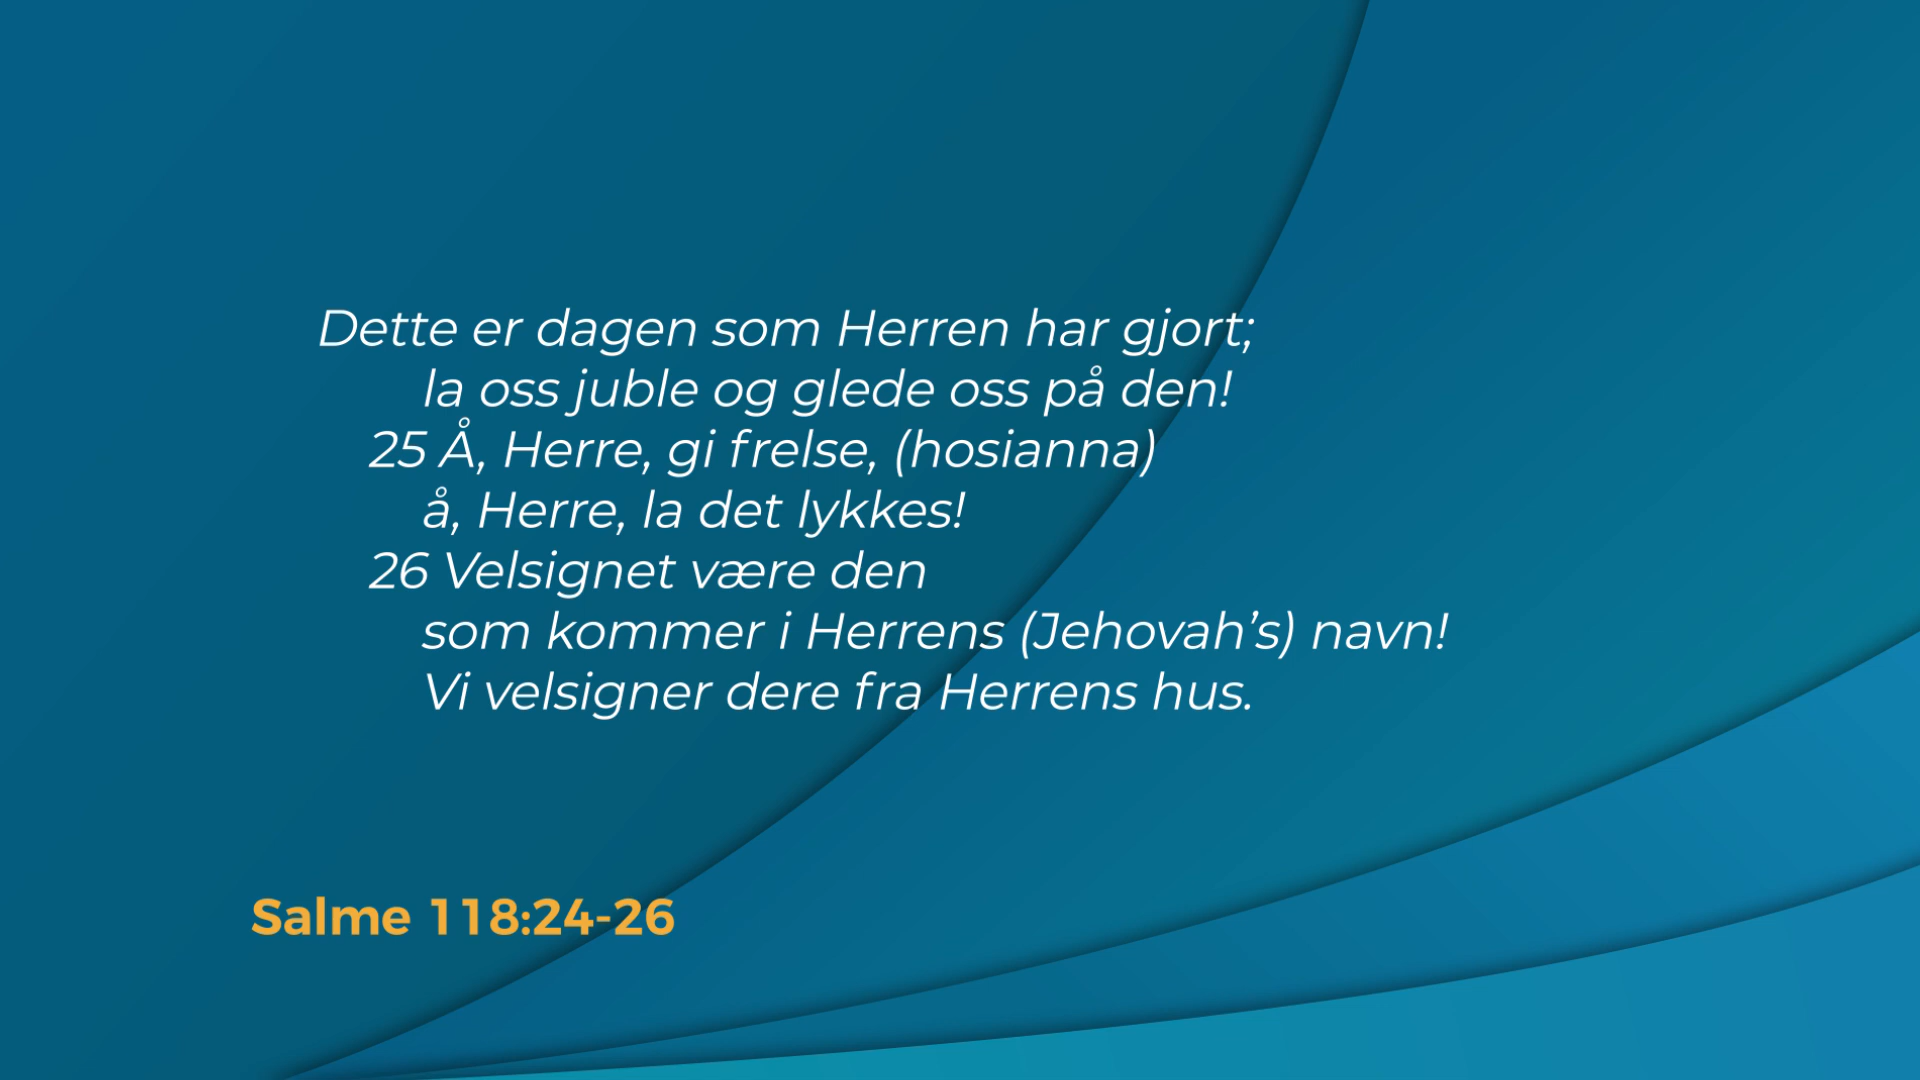 Dette er dagen som Herren har gjort;
la oss juble og glede oss på den!
25 Å, Herre, gi frelse, (hosianna)
å, Herre, la det lykkes!
26 Velsignet være den
som kommer i Herrens (Jehovah’s) navn!
Vi velsigner dere fra Herrens hus.
Salme 118:24-26